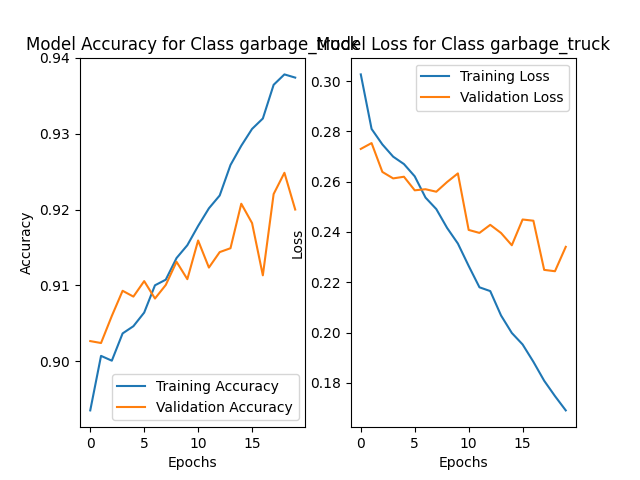 Model Accuracy for Class garbage_truck
Model Loss for Class garbage_truck
0.94
0.93
0.92
0.91
0.90
Accuracy
0
5
10
15
Epochs
Training Accuracy
Validation Accuracy
0.30
0.28
0.26
0.24
0.22
0.20
0.18
Loss
0
5
10
15
Epochs
Training Loss
Validation Loss